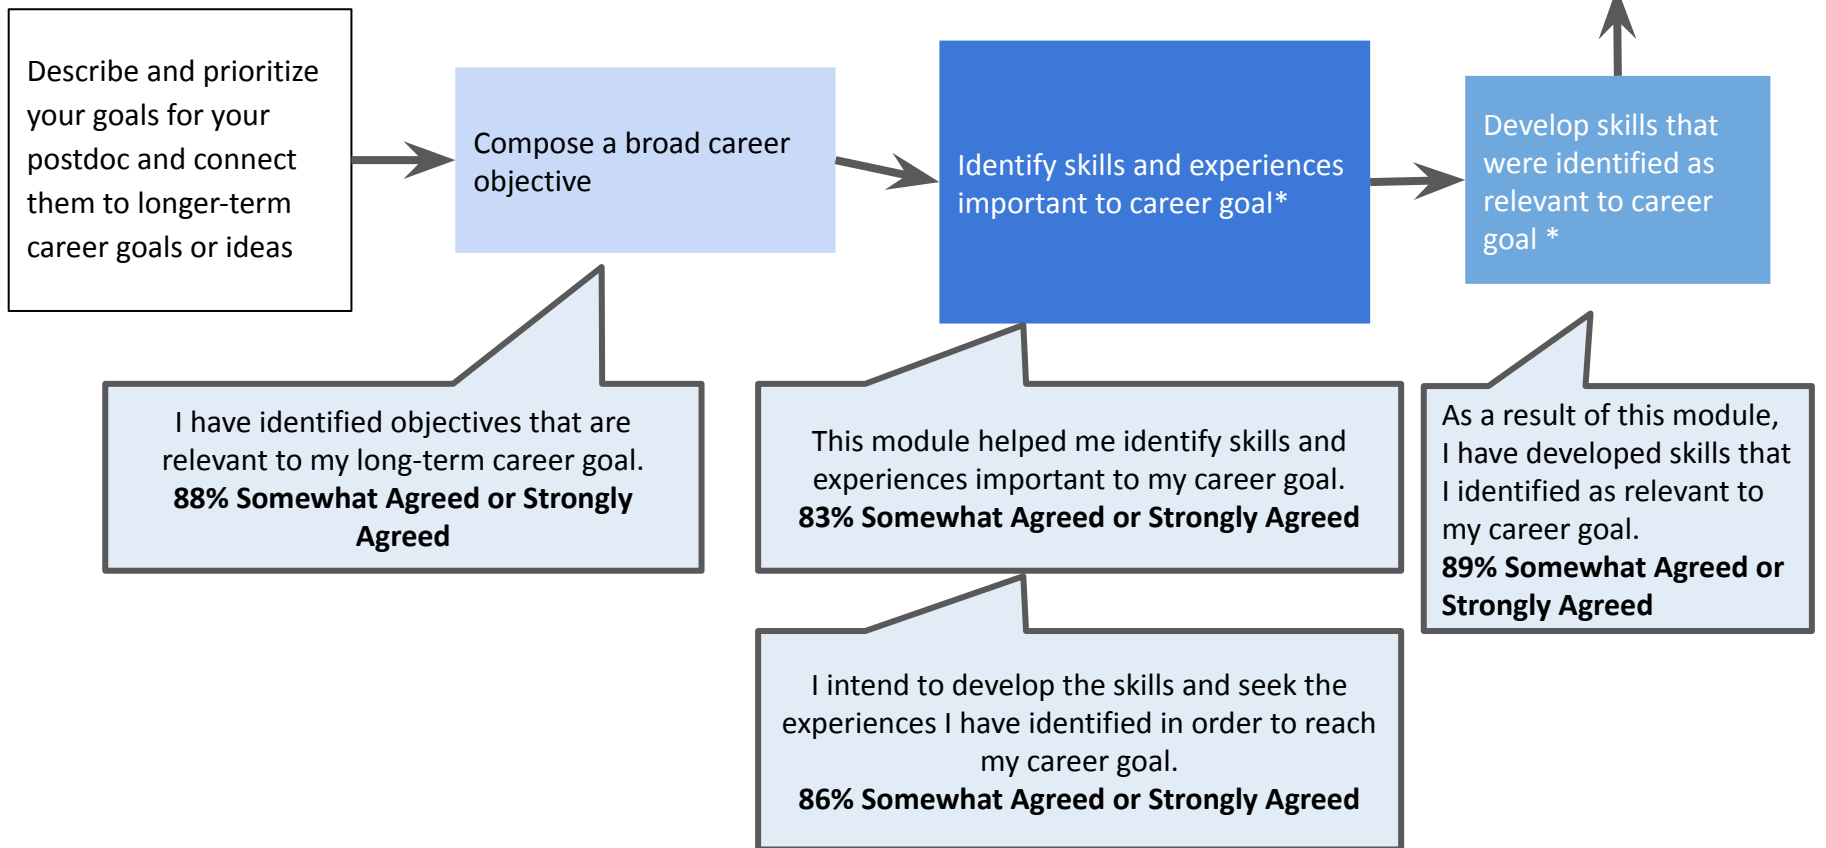 Describe and prioritize
your goals for your
postdoc and connect
them to longer-term
career goals or ideas
Compose a broad career
objective
Identify skills and experiences
important to career goal*
Develop skills that
were identified as
relevant to career
goal *
I have identified objectives that are
relevant to my long-term career goal.
88% Somewhat Agreed or Strongly
Agreed
This module helped me identify skills and
experiences important to my career goal.
83% Somewhat Agreed or Strongly Agreed
As a result of this module,
I have developed skills that
I identified as relevant to
my career goal.
89% Somewhat Agreed or
Strongly Agreed
I intend to develop the skills and seek the
experiences I have identified in order to reach
my career goal.
86% Somewhat Agreed or Strongly Agreed